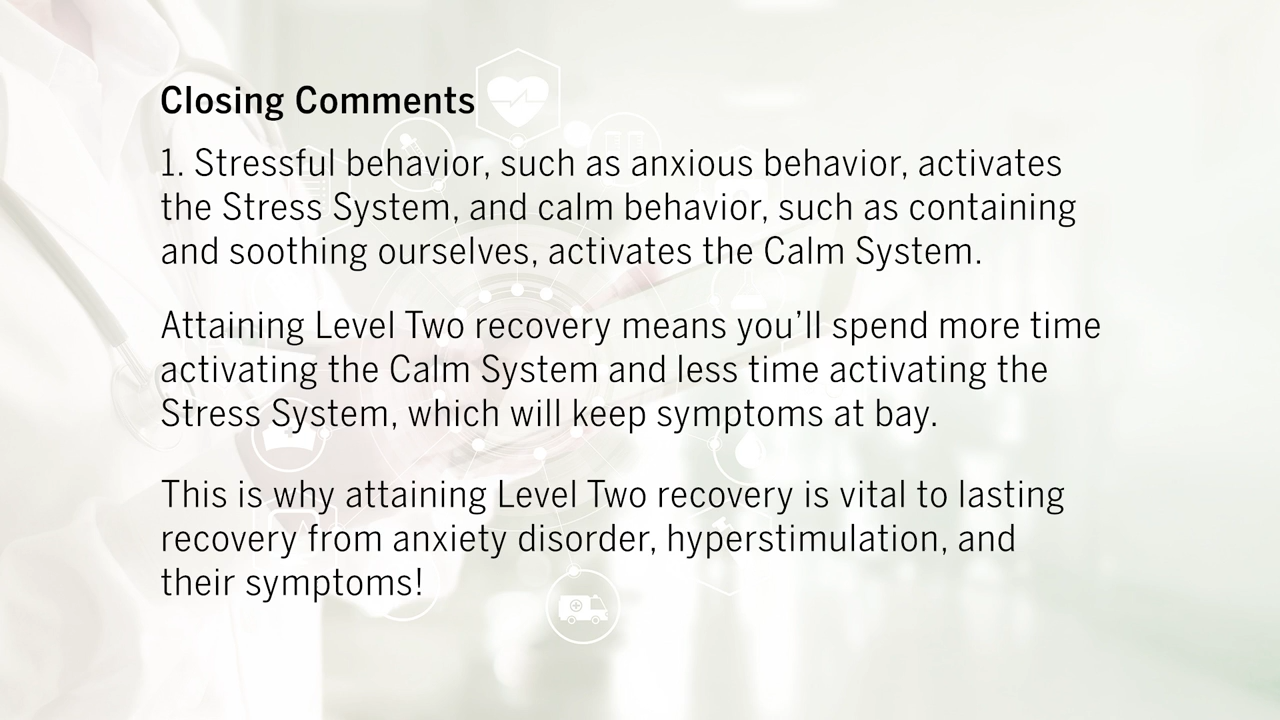 Closing Comments
1. Stressful behavior, such as anxious behavior, activates
the Stress System, and calm behavior, such as containing
and soothing ourselves, activates the Calm System.
Attaining Level Two recovery means you’ll spend more time
activating the Calm System and less time activating the
Stress System, which will keep symptoms at bay.
This is why attaining Level Two recovery is vital to lasting
recovery from anxiety disorder, hyperstimulation, and
their symptoms!